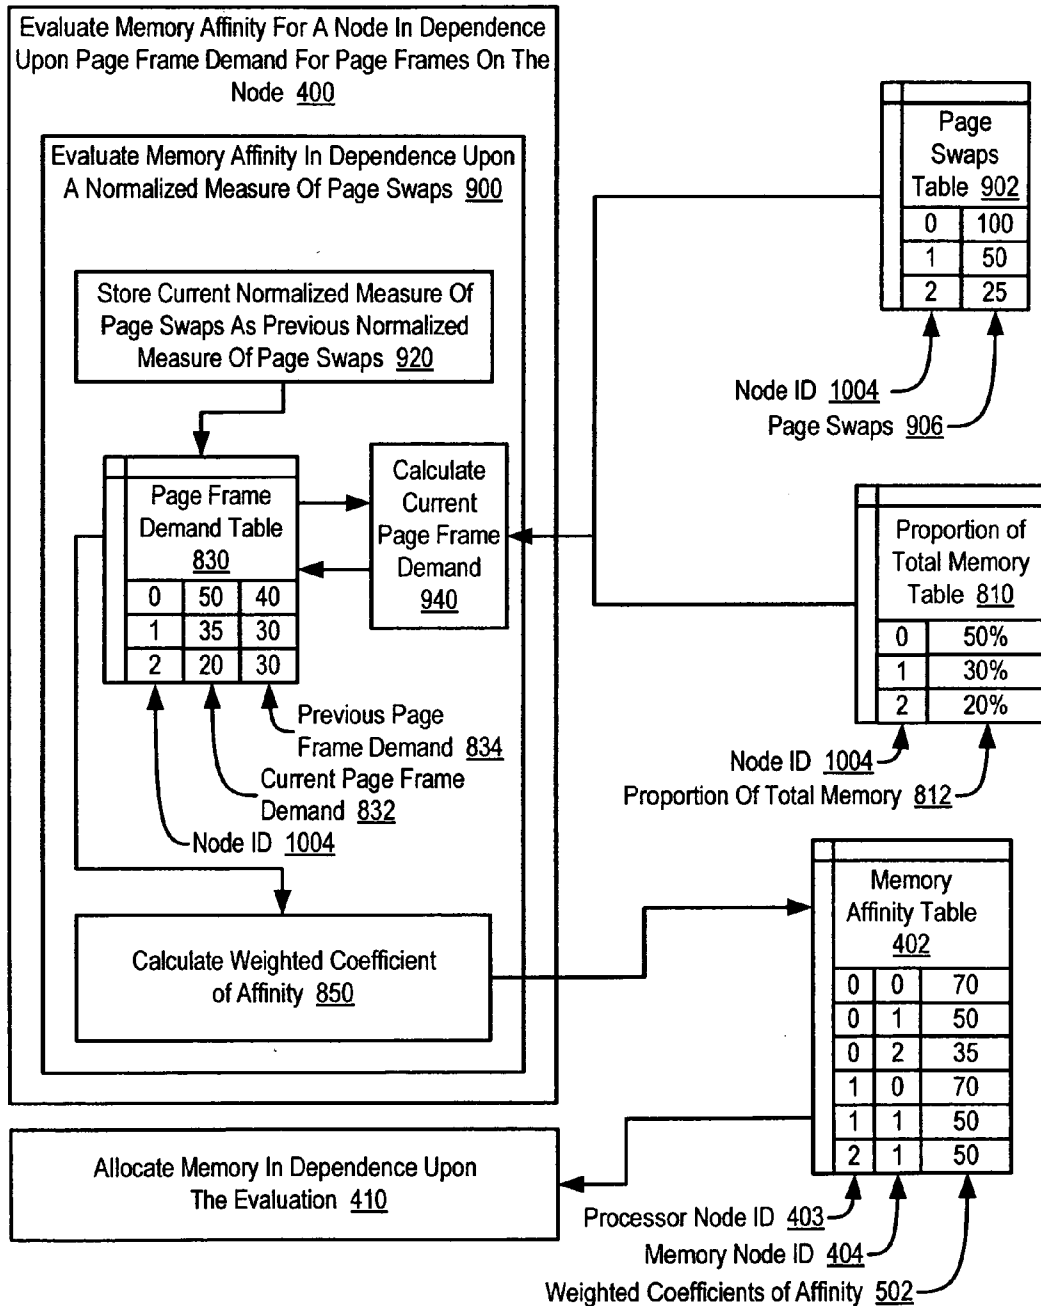 Evaluate Memory Affinity For A Node In Dependence
Upon Page Frame Demand For Page Frames On The
Node 400
Evaluate Memory Affinity In Dependence Upon
A Normalized Measure Of Page Swaps 900
Store Current Normalized Measure Of
Page Swaps As Previous Normalized
Measure Of Page Swaps 920
Page Frame
Demand Table
830
0 50 40
1 35 30
2 20 30
Calculate
Current
Page Frame
Demand
940
Previous Page
Frame Demand 834
Current Page Frame
Demand 832
Node ID 1004
Calculate Weighted Coefficient
of Affinity 850
Allocate Memory In Dependence Upon
The Evaluation 410
Page
Swaps
Table 902
0 100
1 50
2 25
Node ID 1004
Page Swaps 906
Proportion of
Total Memory
Table 810
0 50%
1 30%
2 20%
Node ID 1004
Proportion Of Total Memory 812
Memory
Affinity Table
402
0 0 70
0 1 50
0 2 35
1 0 70
1 1 50
2 1 50
Processor Node ID 403
Memory Node ID 404
Weighted Coefficients of Affinity 502